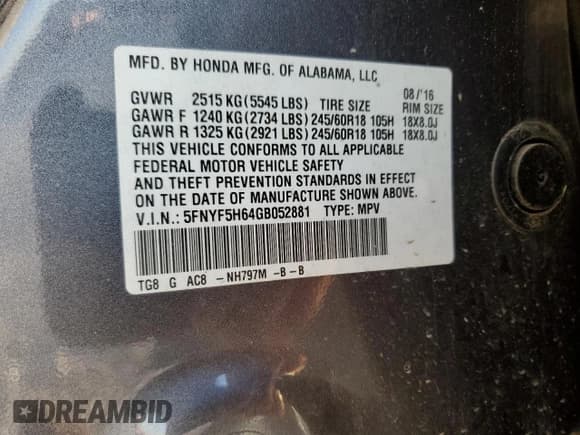 MFD. BY HONDA MFG. OF ALABAMA, LLC
08/'16
GVWR 2515 KG (5545 LBS) TIRE SIZE RIM SIZE
GAWR F 1240 KG (2734 LBS) 245/60R18 105H 18X8.0J
GAWR R 1325 KG (2921 LBS) 245/60R18 105H 18X8.0J
THIS VEHICLE CONFORMS TO ALL APPLICABLE
FEDERAL MOTOR VEHICLE SAFETY
AND THEFT PREVENTION STANDARDS IN EFFECT
ON THE DATE OF MANUFACTURE SHOWN ABOVE.
V.I.N.: 5FNYF5H64GB052881 TYPE: MPV
TG8 G AC8 -NH797M -B -B
DREAMBID